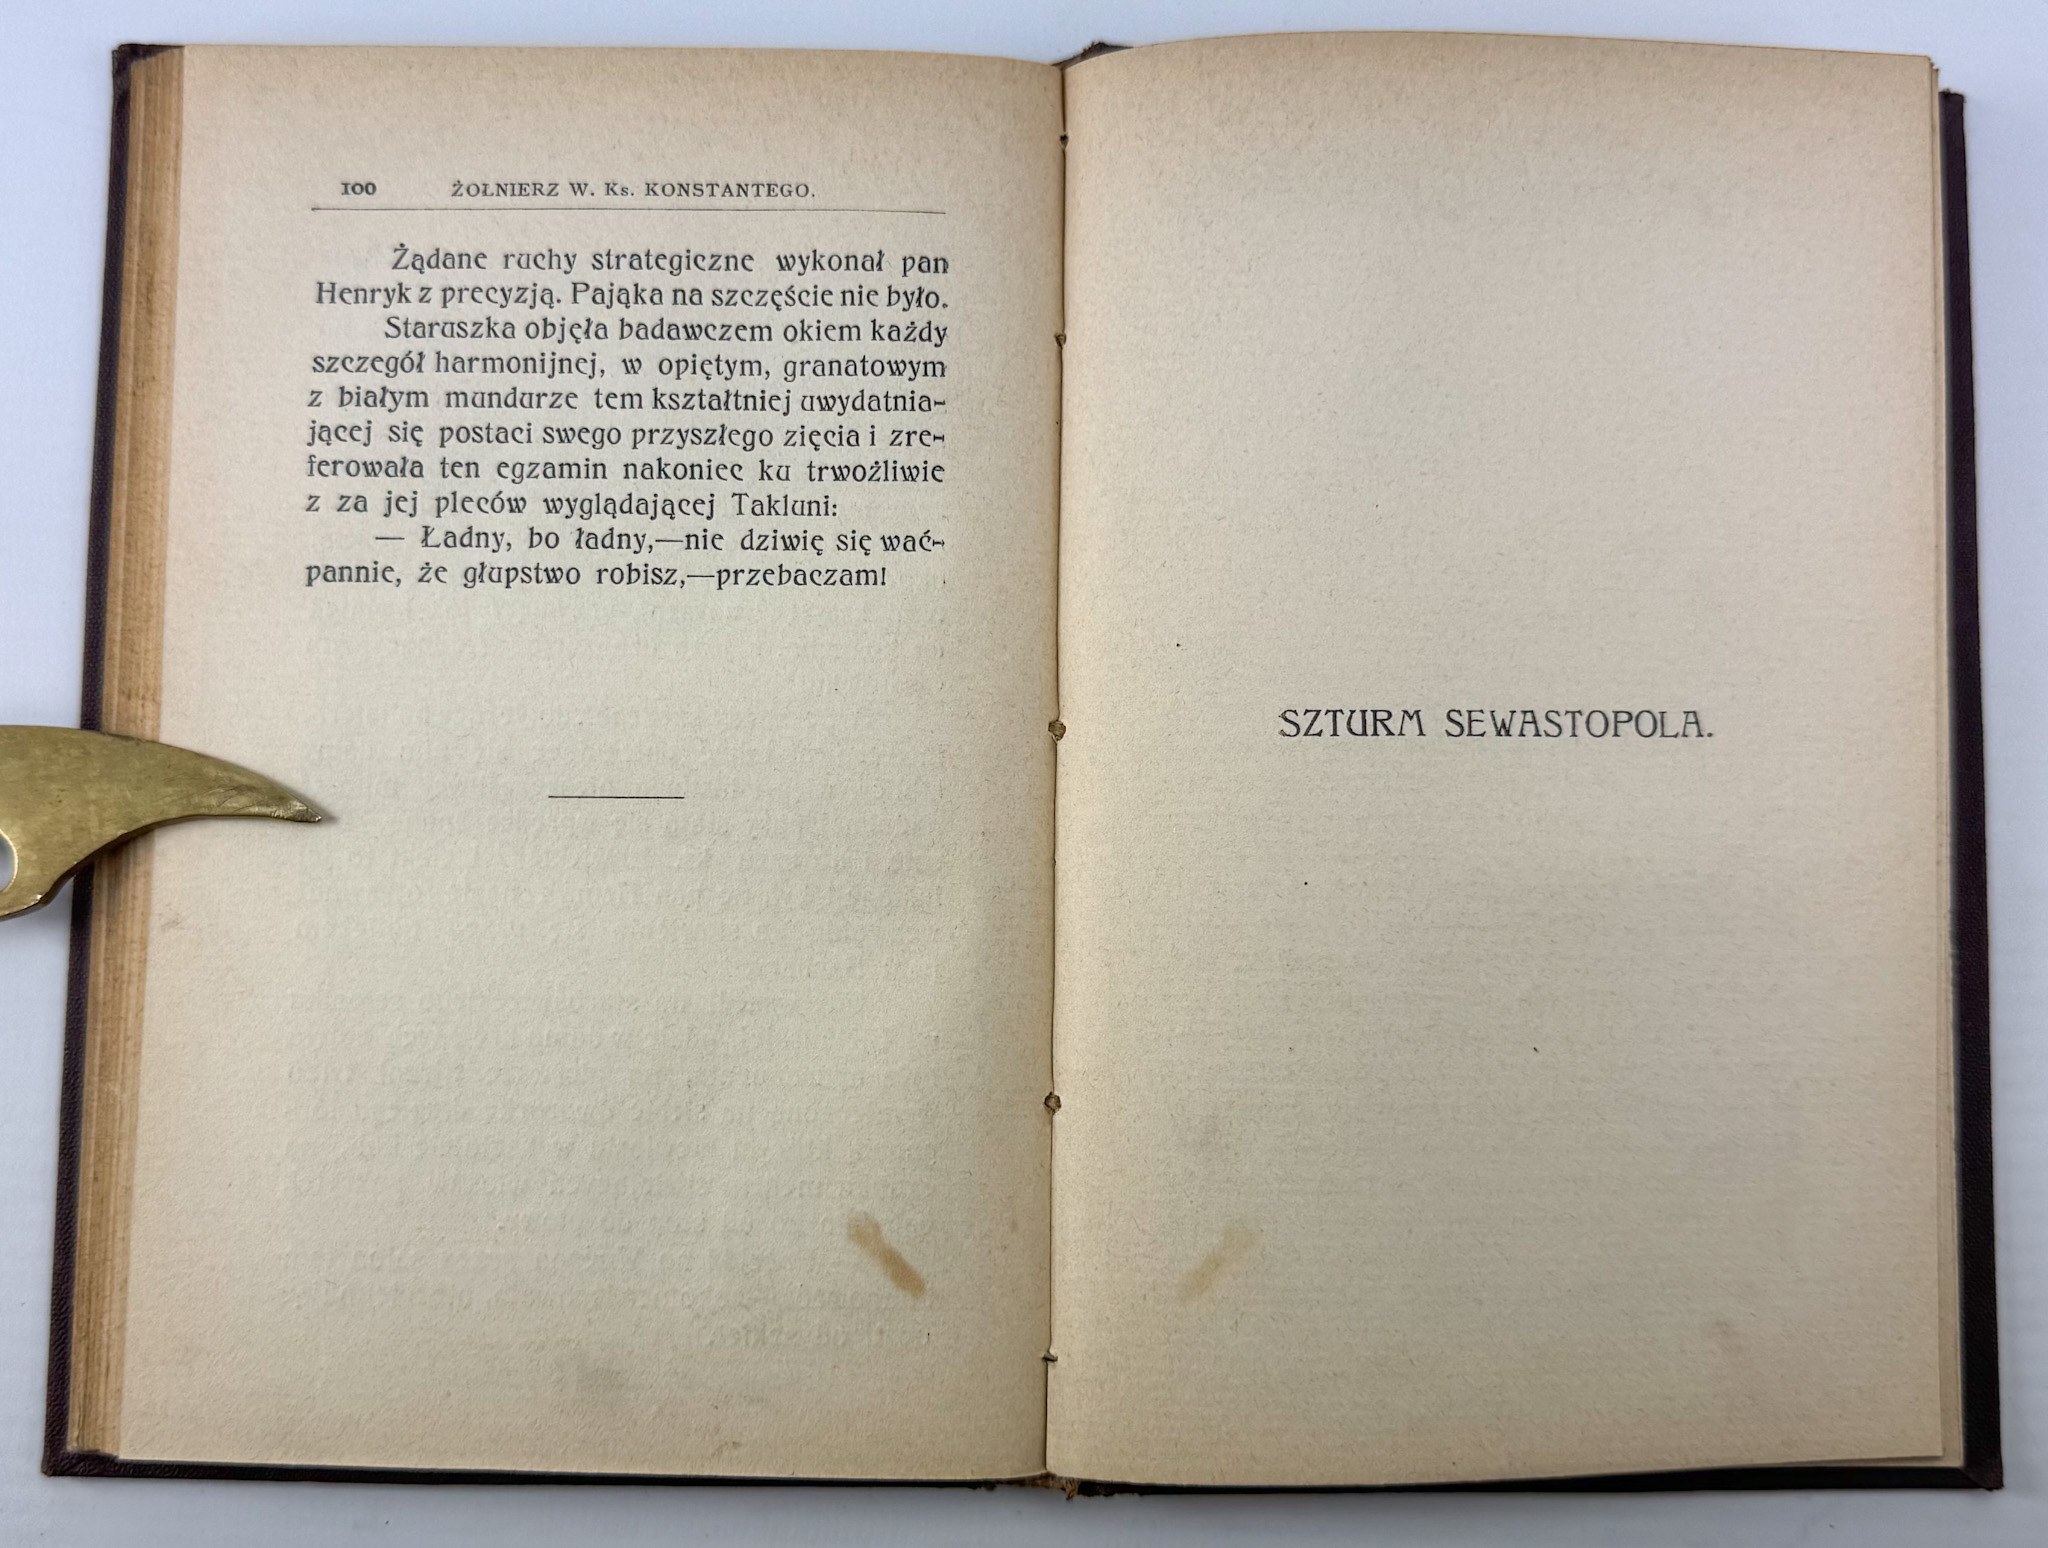 100 ŻOŁNIERZ W. Ks. KONSTANTEGO.
Żądane ruchy strategiczne wykonał pan
Henryk z precyzją. Pająka na szczęście nie było.
Staruszka objęła badawczem okiem każdy
szczegół harmonijnej, w opiętym, granatowym
z białym mundurze tem kształtniej uwydatnia-
jącej się postaci swego przyszłego zięcia i zre-
ferowała ten egzamin nakoniec ku trwożliwie
z za jej pleców wyglądającej Takluni:
— Ładny, bo ładny,—nie dziwię się wać-
pannie, że głupstwo robisz,—przebaczam!
SZTURM SEWASTOPOLA.